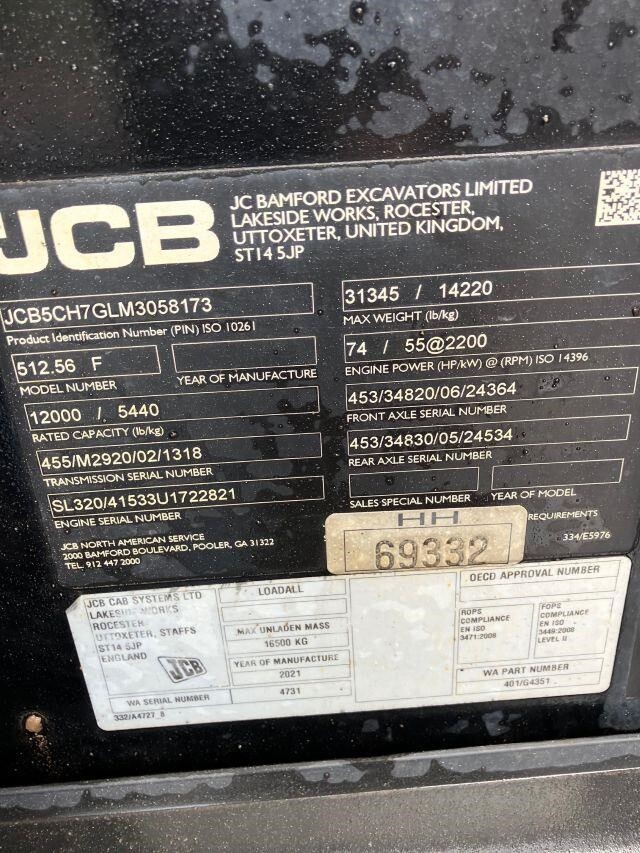 JCB
JC BAMFORD EXCAVATORS LIMITED
LAKESIDE WORKS, ROCESTER,
UTTOXETER, UNITED KINGDOM,
ST14 5JP
JCB5CH7GLM3058173
Product Identification Number (PIN) ISO 10261
512.56 F
MODEL NUMBER
YEAR OF MANUFACTURE
12000 / 5440
RATED CAPACITY (lb/kg)
455/M2920/02/1318
TRANSMISSION SERIAL NUMBER
SL320/41533U1722821
ENGINE SERIAL NUMBER
JCB NORTH AMERICAN SERVICE
2000 BAMFORD BOULEVARD, POOLER, GA 31322
TEL. 912 447 2000
31345 / 14220
MAX WEIGHT (lb/kg)
74 / 55@2200
ENGINE POWER (HP/kW) @ (RPM) ISO 14396
453/34820/06/24364
FRONT AXLE SERIAL NUMBER
453/34830/05/24534
REAR AXLE SERIAL NUMBER
SALES SPECIAL NUMBER
YEAR OF MODEL
REQUIREMENTS
334/E5976
HH
69332
JCB CAB SYSTEMS LTD
LAKESIDE WORKS
ROCESTER
UTTOXETER, STAFFS
ST14 5JP
ENGLAND
JCB
WA SERIAL NUMBER
332/A4727_8
LOADALL
MAX UNLADEN MASS
16500 KG
YEAR OF MANUFACTURE
2021
4731
OECD APPROVAL NUMBER
ROPS
COMPLIANCE
EN ISO
3471:2008
FOPS
COMPLIANCE
EN ISO
3449:2008
LEVEL II
WA PART NUMBER
401/G4351